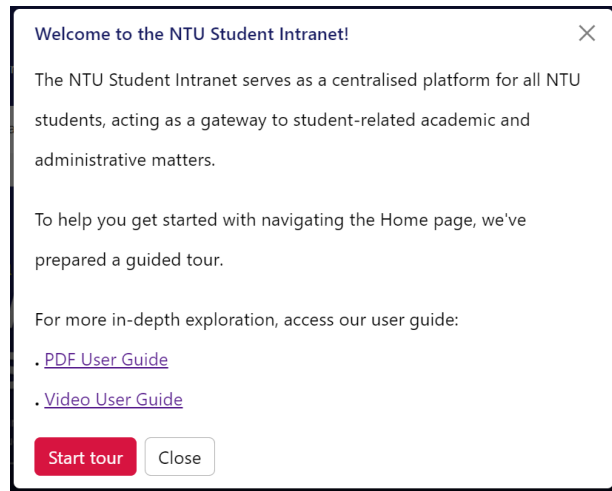 Welcome to the NTU Student Intranet!
The NTU Student Intranet serves as a centralised platform for all NTU
students, acting as a gateway to student-related academic and
administrative matters.
To help you get started with navigating the Home page, we've
prepared a guided tour.
For more in-depth exploration, access our user guide:
. PDF User Guide
. Video User Guide
Start tour Close